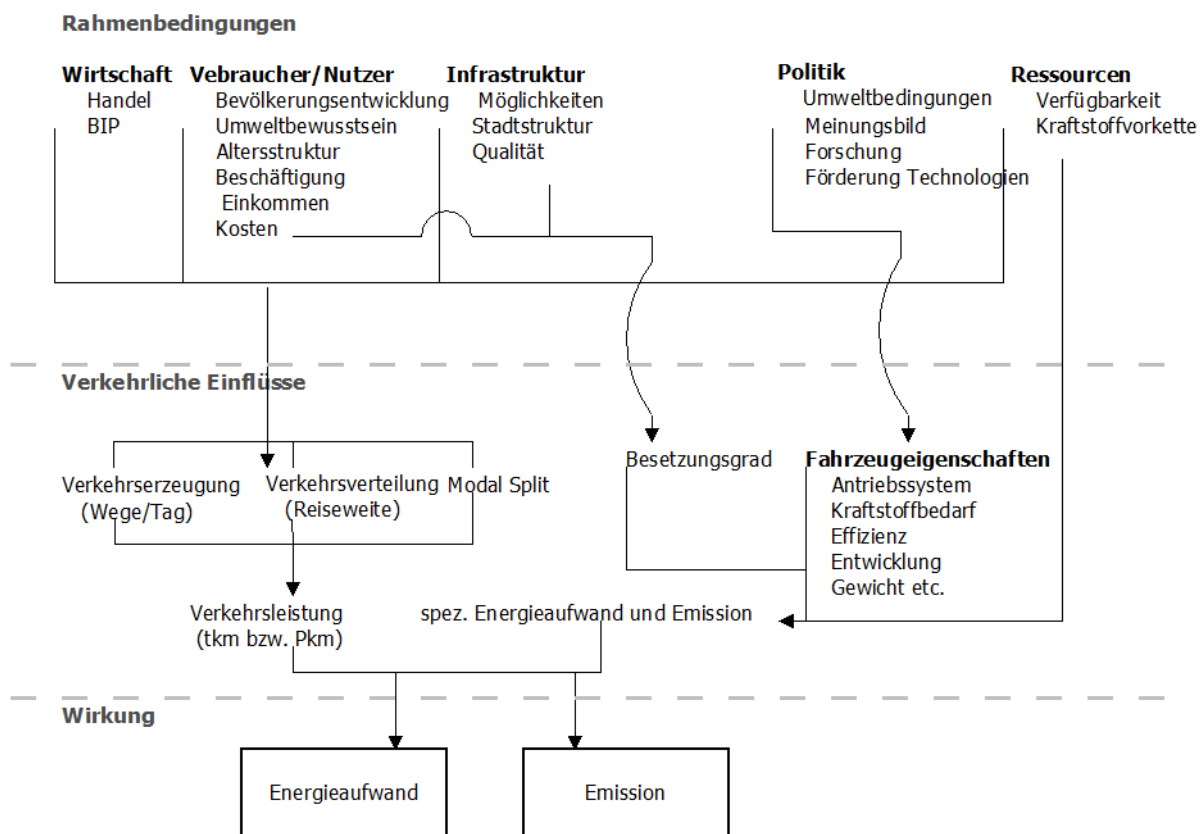 Rahmenbedingungen
Wirtschaft
Handel
BIP
Vebraucher/Nutzer
Bevölkerungsentwicklung
Umweltbewusstsein
Altersstruktur
Beschäftigung
Einkommen
Kosten
Infrastruktur
Möglichkeiten
Stadtstruktur
Qualität
Politik
Umweltbedingungen
Meinungsbild
Forschung
Förderung Technologien
Ressourcen
Verfügbarkeit
Kraftstoffvorkette
Verkehrliche Einflüsse
Verkehrserzeugung
(Wege/Tag)
Verkehrsverteilung
(Reiseweite)
Modal Split
Besetzungsgrad
Fahrzeugeigenschaften
Antriebssystem
Kraftstoffbedarf
Effizienz
Entwicklung
Gewicht etc.
Verkehrsleistung
(tkm bzw. Pkm)
spez. Energieaufwand und Emission
Wirkung
Energieaufwand
Emission